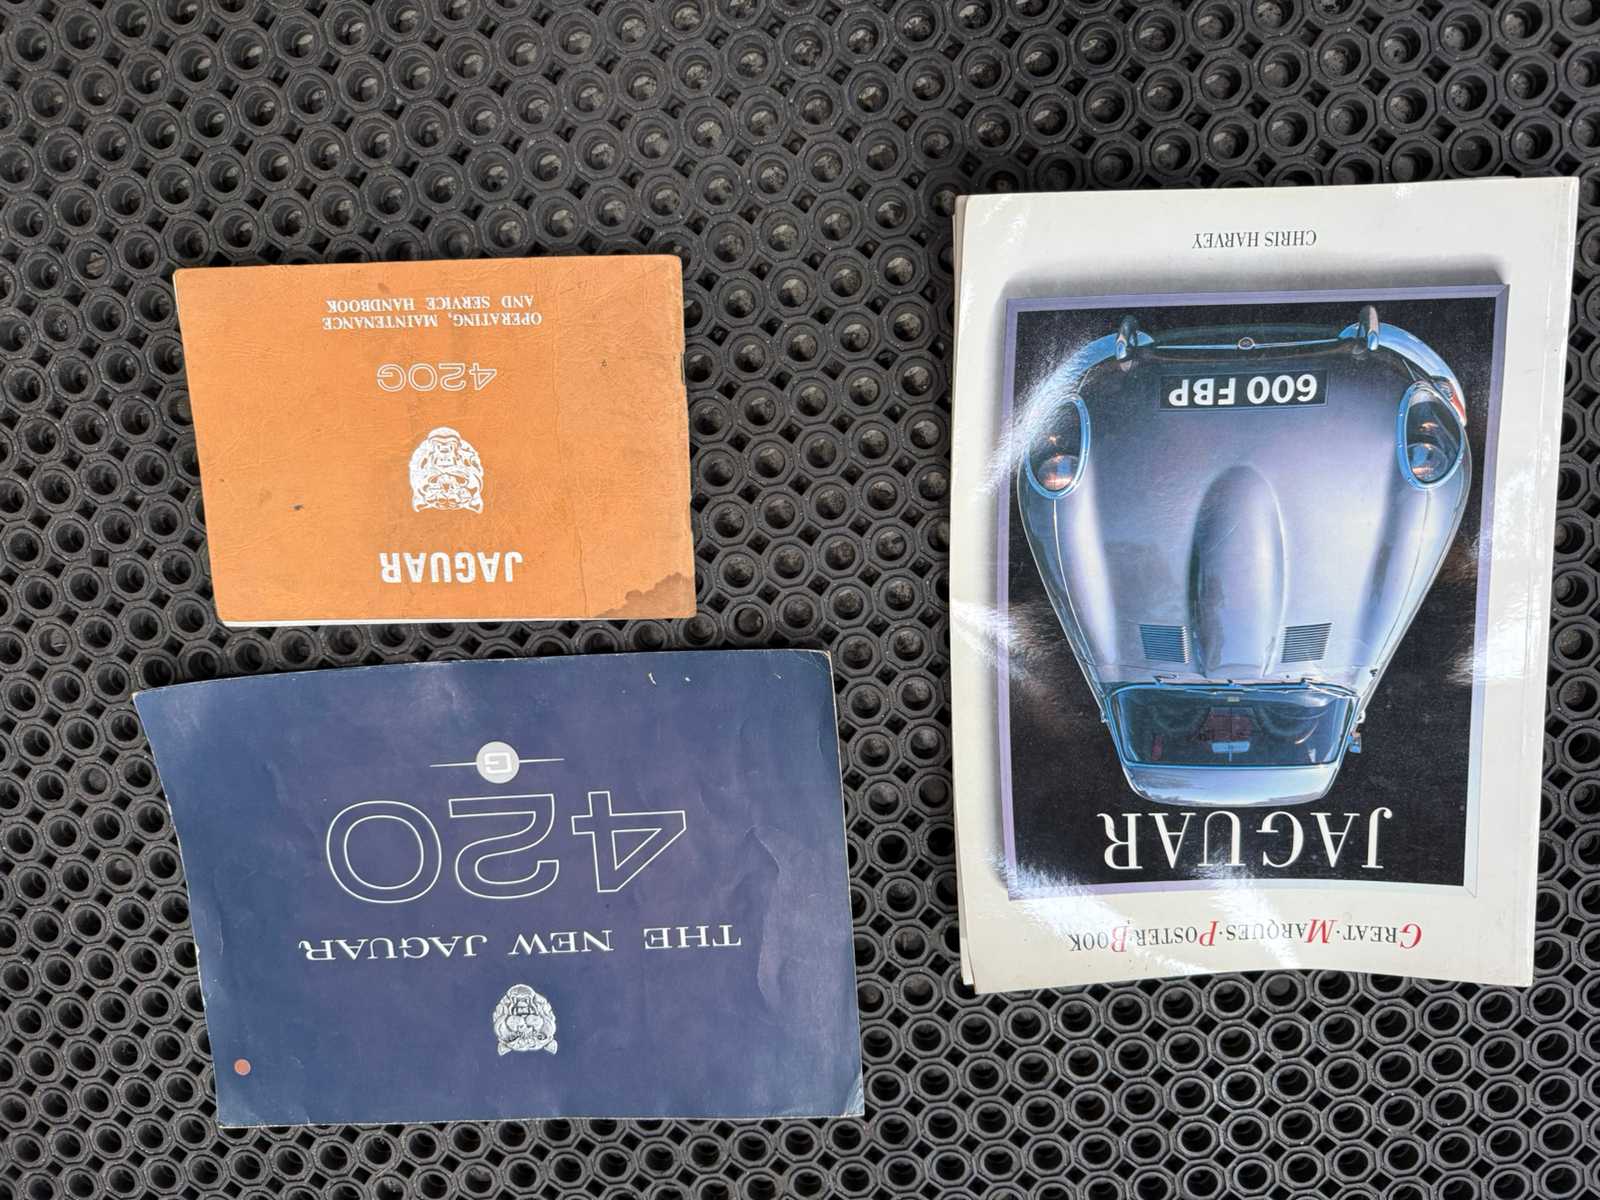 JAGUAR
420G
OPERATING, MAINTENANCE
AND SERVICE HANDBOOK
THE NEW JAGUAR
420
G
GREAT·MARQUES·POSTER·BOOK
JAGUAR
600 FBP
CHRIS HARVEY